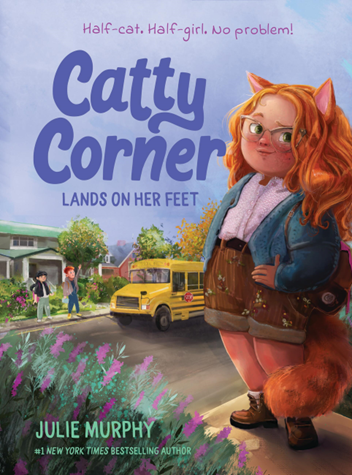 Half-cat. Half-girl. No problem!
Catty
Corner
LANDS ON HER FEET
JULIE MURPHY
#1 NEW YORK TIMES BESTSELLING AUTHOR